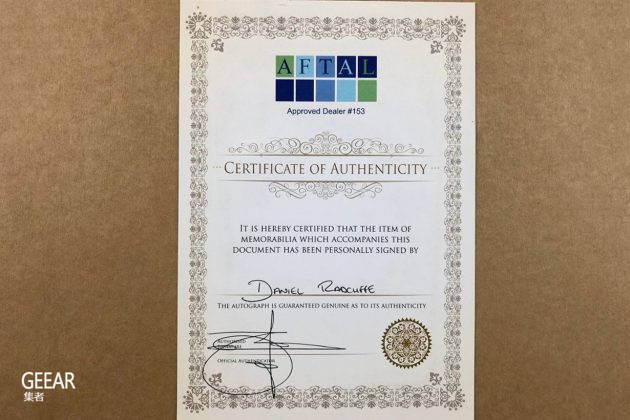 AFTAL
Approved Dealer #153
CERTIFICATE OF AUTHENTICITY
IT IS HEREBY CERTIFIED THAT THE ITEM OF
MEMORABILIA WHICH ACCOMPANIES THIS
DOCUMENT HAS BEEN PERSONALLY SIGNED BY
DANIEL RADCLIFFE
THE AUTOGRAPH IS GUARANTEED GENUINE AS TO ITS AUTHENTICITY
AUTHORISED
OFFICIAL AUTHENTICATOR
GEEAR
集者